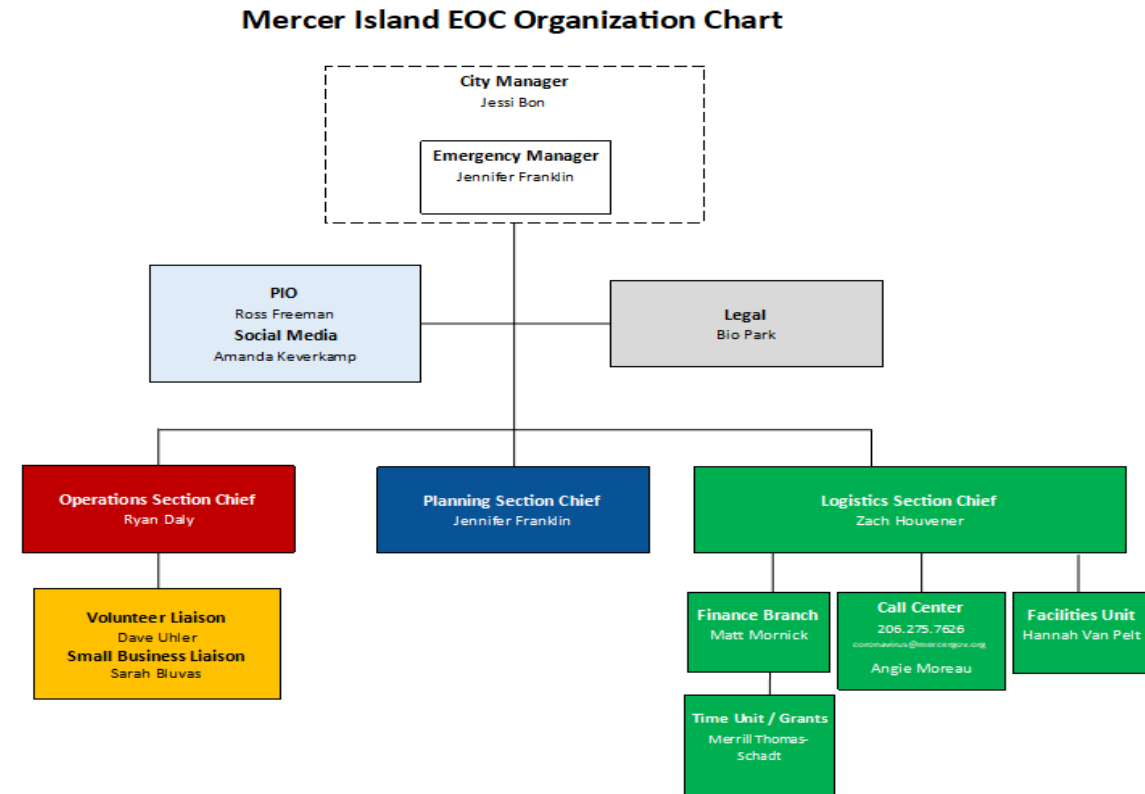 Mercer Island EOC Organization Chart
City Manager
Jessi Bon
Emergency Manager
Jennifer Franklin
PIO
Ross Freeman
Social Media
Amanda Keverkamp
Legal
Bio Park
Operations Section Chief
Ryan Daly
Planning Section Chief
Jennifer Franklin
Logistics Section Chief
Zach Houvener
Volunteer Liaison
Dave Uhler
Small Business Liaison
Sarah Bluvas
Finance Branch
Matt Mornick
Call Center
206.275.7626
coronavirus@mercergov.org
Angie Moreau
Facilities Unit
Hannah Van Pelt
Time Unit / Grants
Merrill Thomas-
Schadt